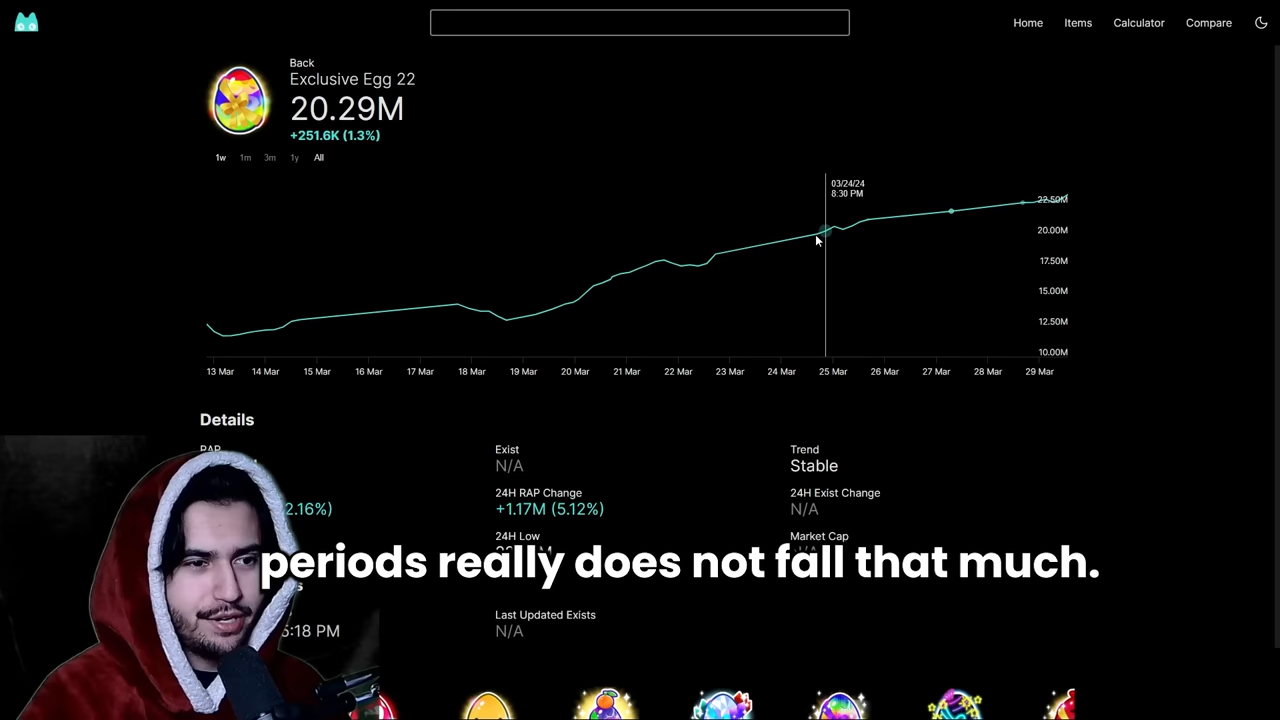 Home Items Calculator Compare
Back
Exclusive Egg 22
20.29M
+251.6K (1.3%)
1w 1m 3m 1y All
03/24/24
8:30 PM
22.50M
20.00M
17.50M
15.00M
12.50M
10.00M
13 Mar 14 Mar 15 Mar 16 Mar 17 Mar 18 Mar 19 Mar 20 Mar 21 Mar 22 Mar 23 Mar 24 Mar 25 Mar 26 Mar 27 Mar 28 Mar 29 Mar
Details
RAP Exist Trend
N/A Stable
24H RAP Change 24H Exist Change
2.16%) +1.17M (5.12%) N/A
24H Low Market Cap
periods really does not fall that much.
Last Updated Exists
5:18 PM N/A